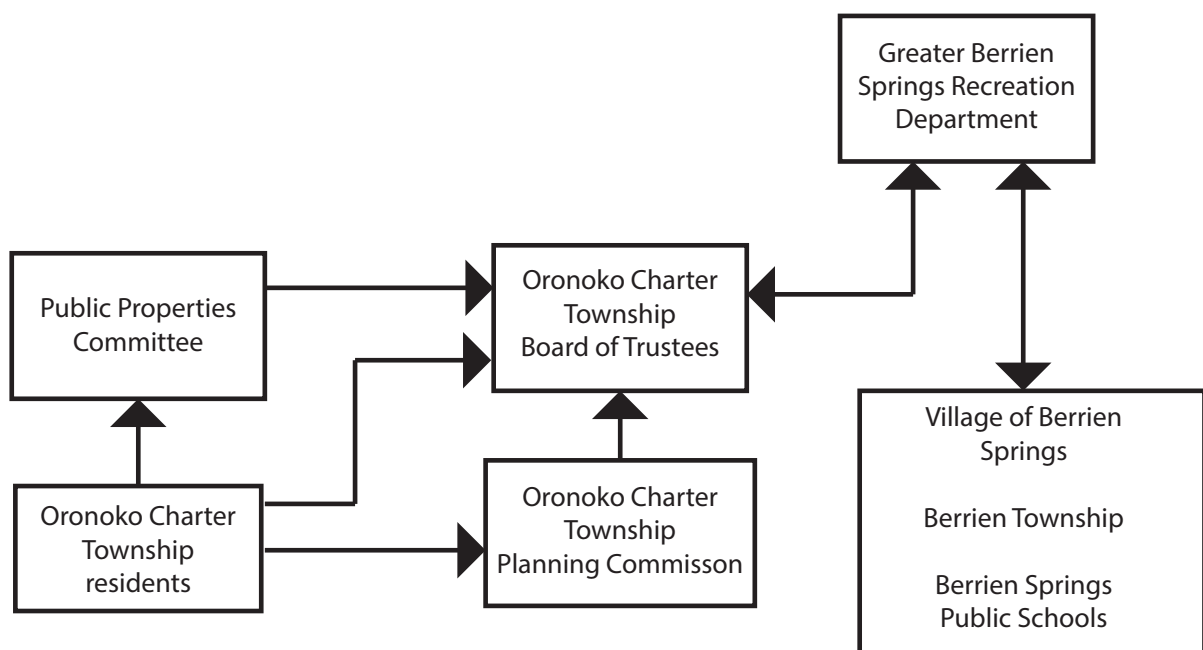 Greater Berrien
Springs Recreation
Department
Public Properties
Committee
Oronoko Charter
Township
Board of Trustees
Oronoko Charter
Township
residents
Oronoko Charter
Township
Planning Commisson
Village of Berrien
Springs
Berrien Township
Berrien Springs
Public Schools